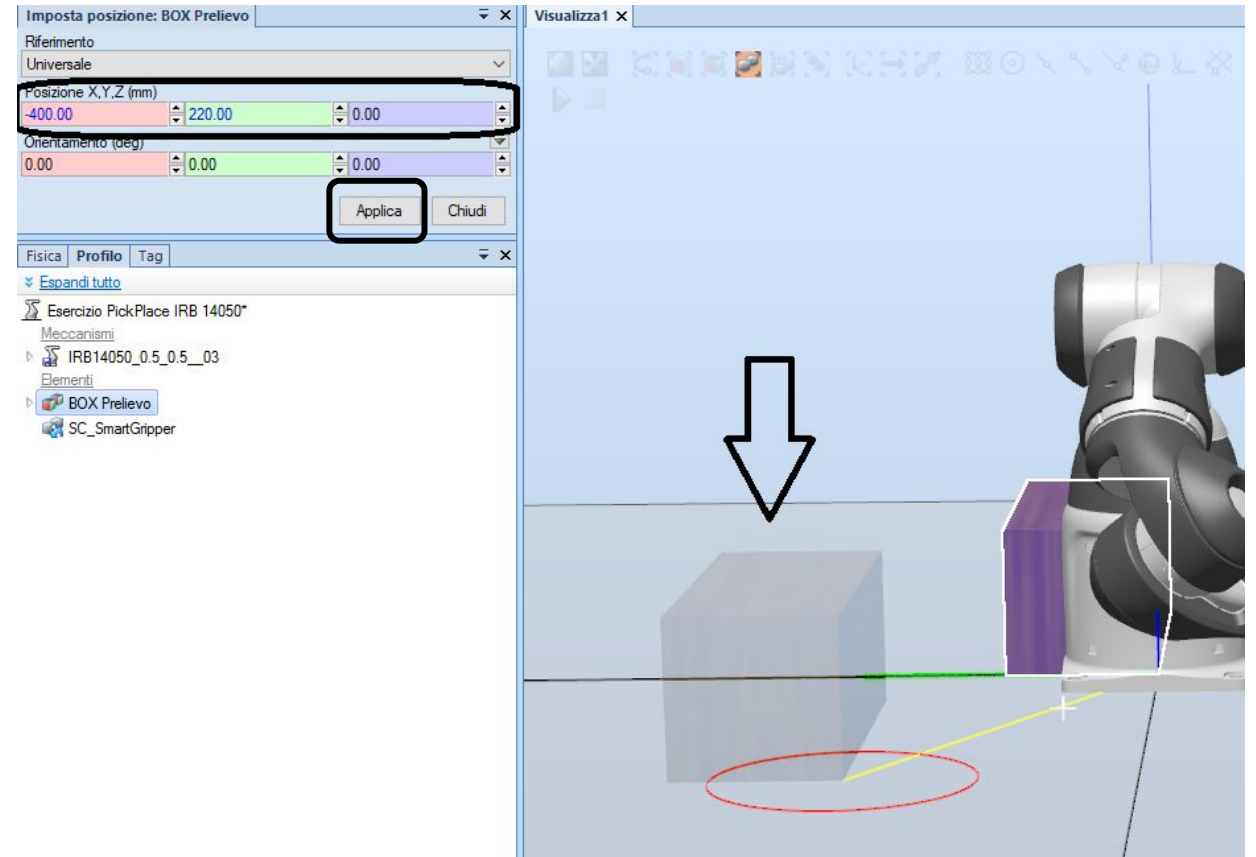 Imposta posizione: BOX Prelievo
Riferimento
Universale
Posizione X,Y,Z (mm)
-400.00 220.00 0.00
Orientamento (deg)
0.00 0.00 0.00
Applica Chiudi
Fisica Profilo Tag
Espandi tutto
Esercizio PickPlace IRB 14050*
Meccanismi
IRB14050_0.5_0.5__03
Elementi
BOX Prelievo
SC_SmartGripper
Visualizza1